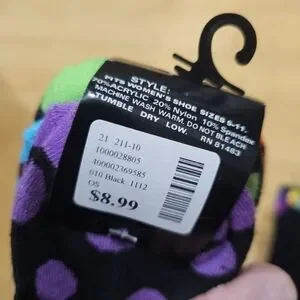 STYLE:
FITS WOMEN'S SHOE SIZES 5-11.
70%ACRYLIC 20% Nylon 10% Spandex
MACHINE WASH WARM. DO NOT BLEACH
TUMBLE DRY LOW. RN 81483
21 211-10
1000028805
400002369585
010 Black 1112
OS
$8.99